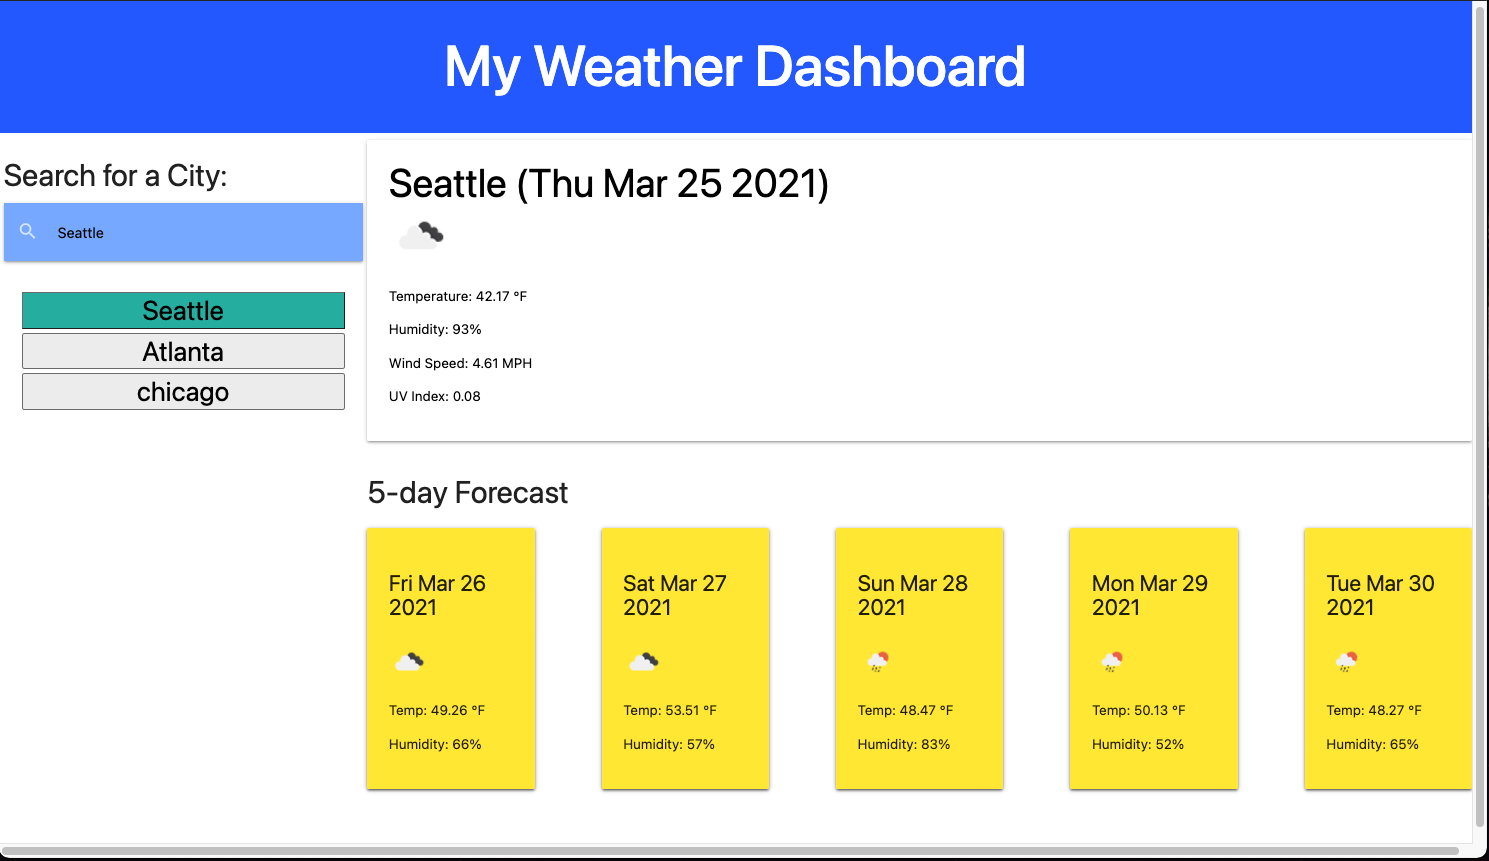 My Weather Dashboard
Search for a City:
Seattle
Seattle
Atlanta
chicago
Seattle (Thu Mar 25 2021)
Temperature: 42.17 °F
Humidity: 93%
Wind Speed: 4.61 MPH
UV Index: 0.08
5-day Forecast
Fri Mar 26
2021
Temp: 49.26 °F
Humidity: 66%
Sat Mar 27
2021
Temp: 53.51 °F
Humidity: 57%
Sun Mar 28
2021
Temp: 48.47 °F
Humidity: 83%
Mon Mar 29
2021
Temp: 50.13 °F
Humidity: 52%
Tue Mar 30
2021
Temp: 48.27 °F
Humidity: 65%